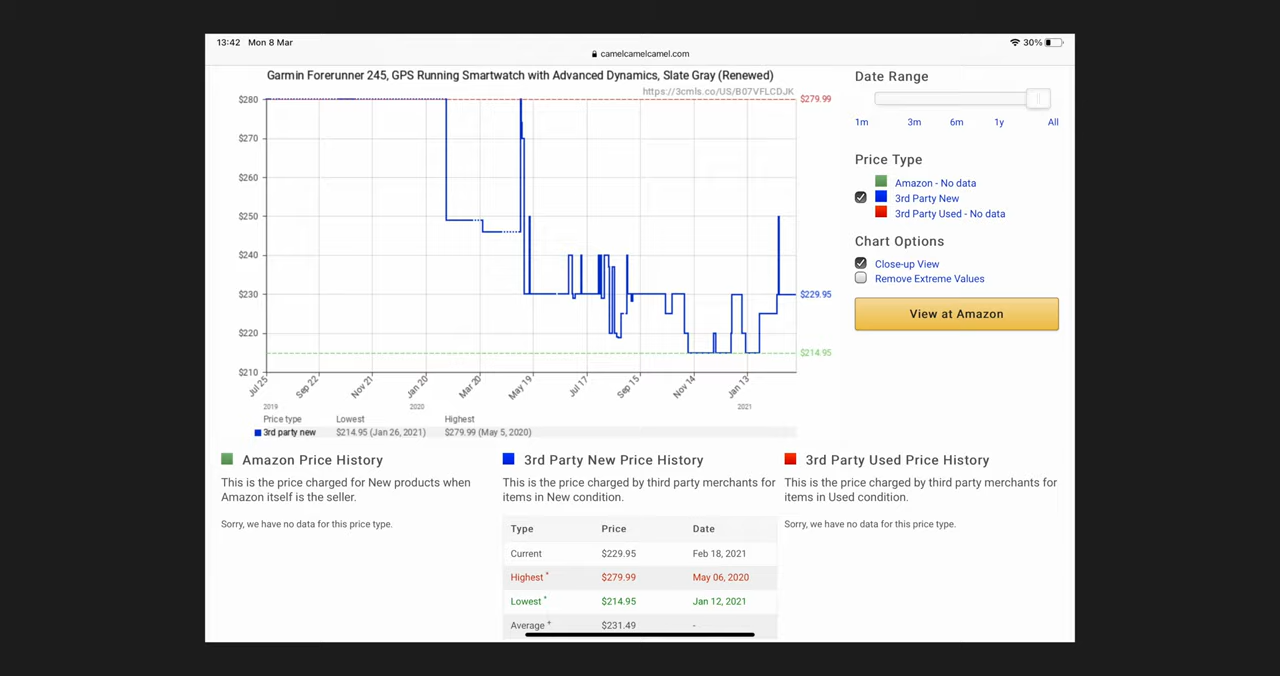 13:42 Mon 8 Mar
30%
camelcamelcamel.com
Garmin Forerunner 245, GPS Running Smartwatch with Advanced Dynamics, Slate Gray (Renewed)
https://3cmls.co/US/B07VFLCDJK
$280
$270
$260
$250
$240
$230
$220
$210
$279.99
$229.95
$214.95
Jul 25
Sep 22
Nov 21
Jan 20
Mar 20
May 19
Jul 17
Sep 15
Nov 14
Jan 13
2019
2020
2021
Price type Lowest Highest
3rd party new $214.95 (Jan 26, 2021) $279.99 (May 5, 2020)
Date Range
1m 3m 6m 1y All
Price Type
Amazon - No data
3rd Party New
3rd Party Used - No data
Chart Options
Close-up View
Remove Extreme Values
View at Amazon
Amazon Price History
This is the price charged for New products when
Amazon itself is the seller.
Sorry, we have no data for this price type.
3rd Party New Price History
This is the price charged by third party merchants for
items in New condition.
Type Price Date
Current $229.95 Feb 18, 2021
Highest * $279.99 May 06, 2020
Lowest * $214.95 Jan 12, 2021
Average + $231.49 -
3rd Party Used Price History
This is the price charged by third party merchants for
items in Used condition.
Sorry, we have no data for this price type.